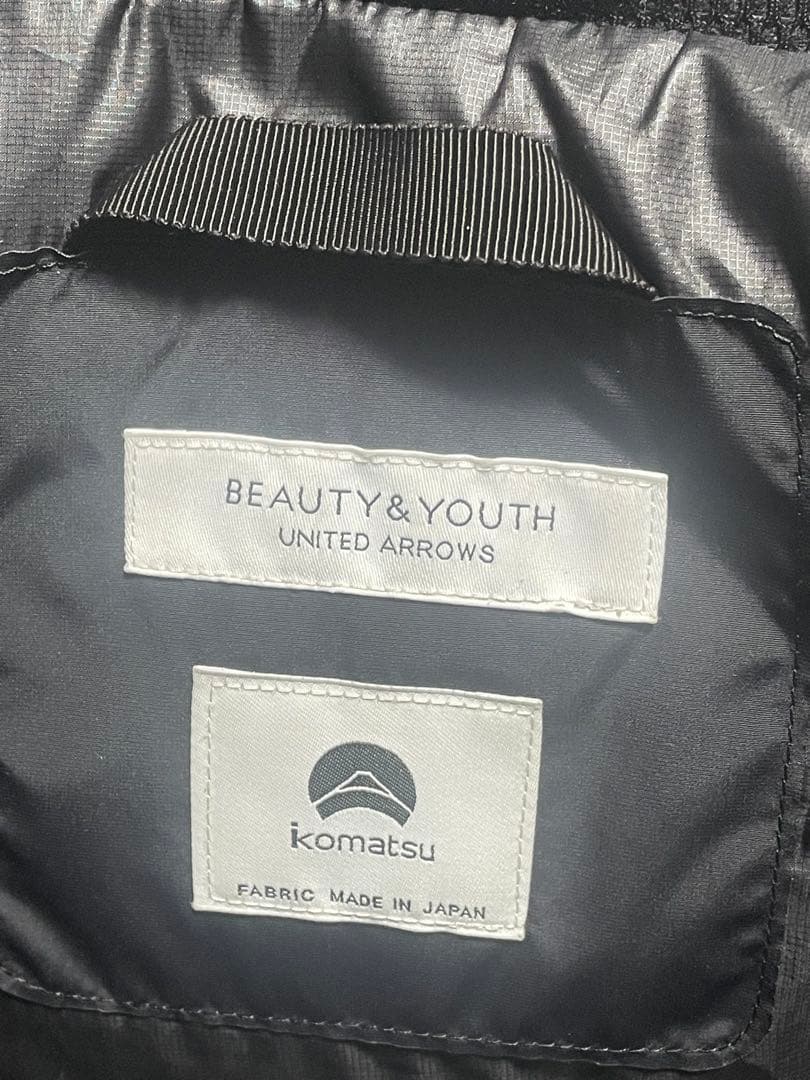 BEAUTY&YOUTH
UNITED ARROWS
komatsu
FABRIC MADE IN JAPAN